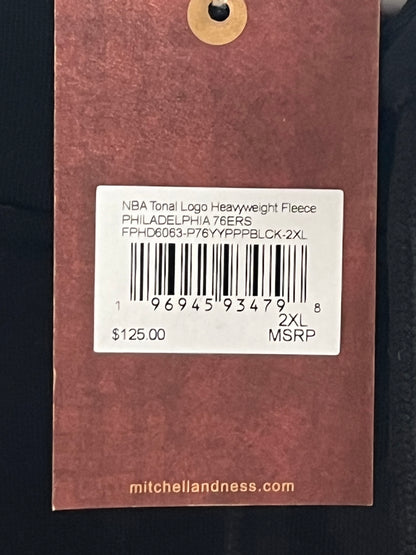 NBA Tonal Logo Heavyweight Fleece
PHILADELPHIA 76ERS
FPHD6063-P76YYPPPBLCK-2XL
1 96945 93479 8
2XL
$125.00 MSRP
mitchellandness.com